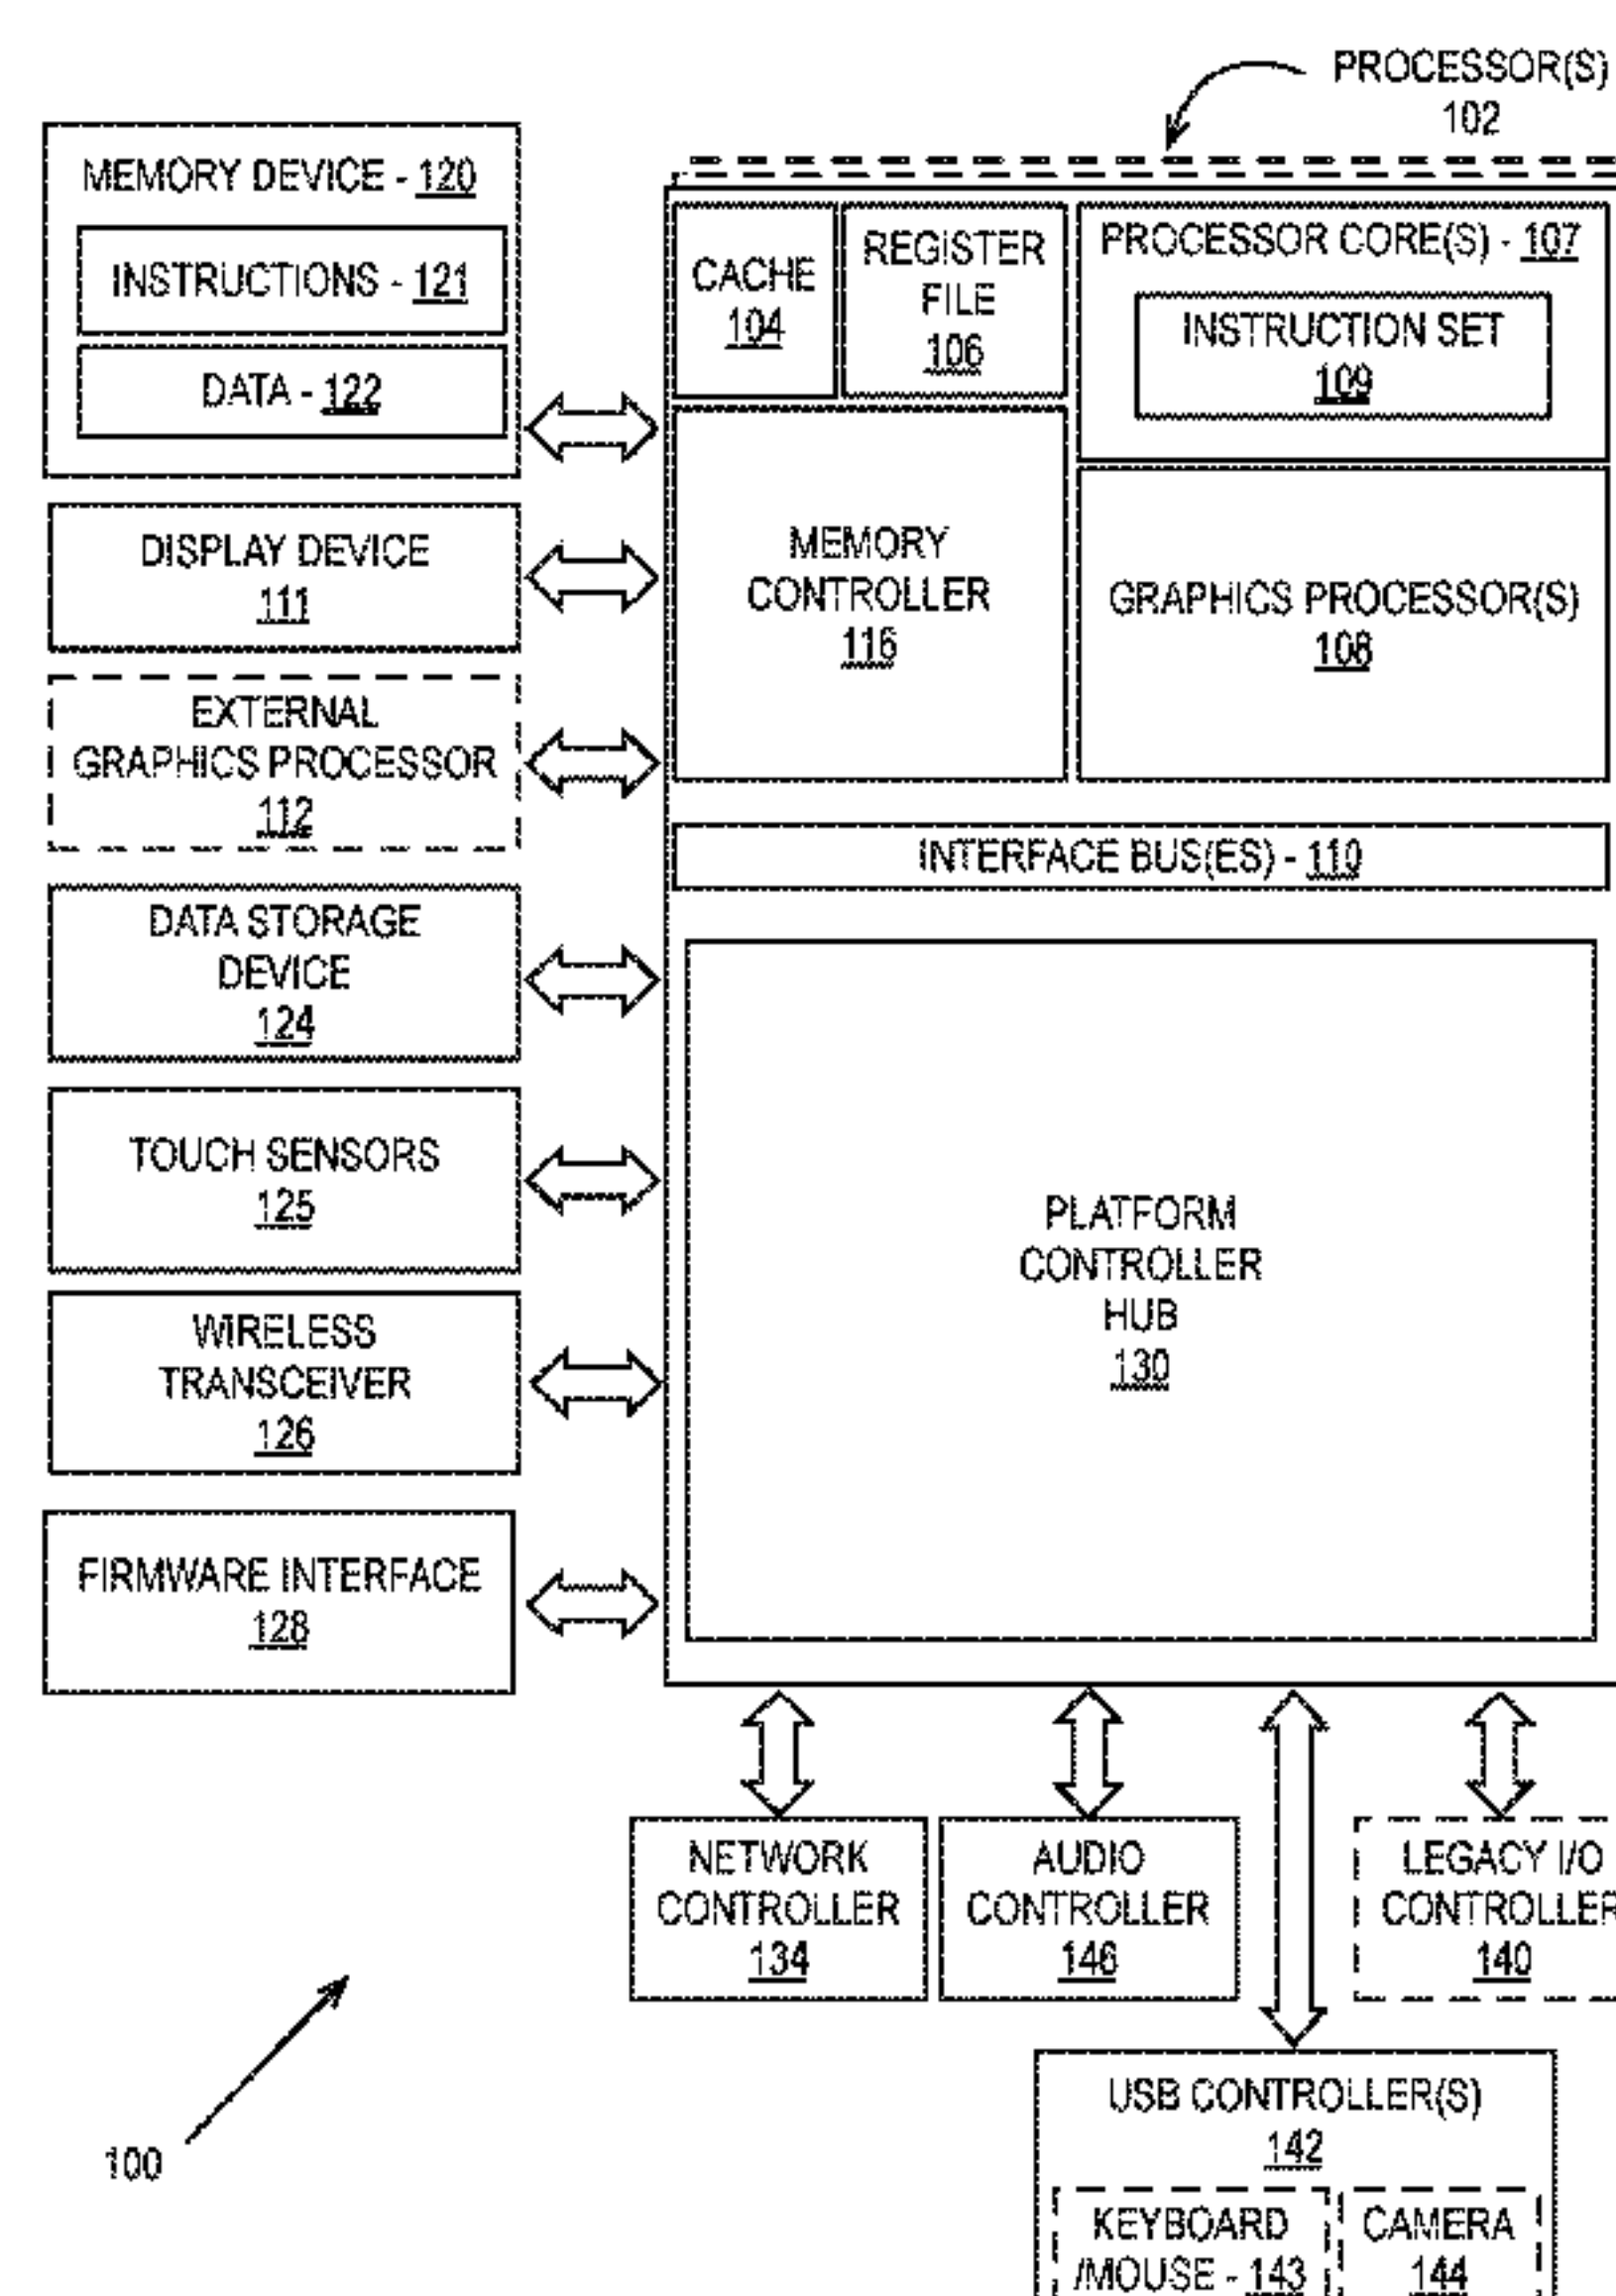 PROCESSOR(S)
102
MEMORY DEVICE - 120
INSTRUCTIONS - 121
DATA - 122
CACHE
104
REGISTER
FILE
106
PROCESSOR CORE(S) - 107
INSTRUCTION SET
109
DISPLAY DEVICE
111
MEMORY
CONTROLLER
116
GRAPHICS PROCESSOR(S)
108
EXTERNAL
GRAPHICS PROCESSOR
112
INTERFACE BUS(ES) - 110
DATA STORAGE
DEVICE
124
TOUCH SENSORS
125
PLATFORM
CONTROLLER
HUB
130
WIRELESS
TRANSCEIVER
126
FIRMWARE INTERFACE
128
NETWORK
CONTROLLER
134
AUDIO
CONTROLLER
146
LEGACY I/O
CONTROLLER
140
100
USB CONTROLLER(S)
142
KEYBOARD
/MOUSE - 143
CAMERA
144